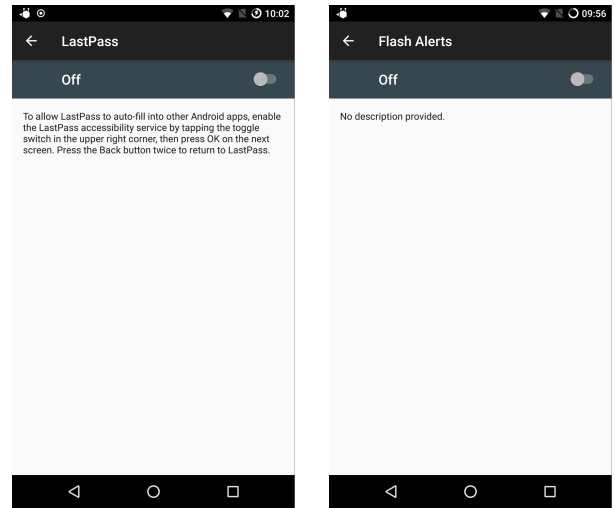 10:02
LastPass
Off
To allow LastPass to auto-fill into other Android apps, enable
the LastPass accessibility service by tapping the toggle
switch in the upper right corner, then press OK on the next
screen. Press the Back button twice to return to LastPass.
09:56
Flash Alerts
Off
No description provided.